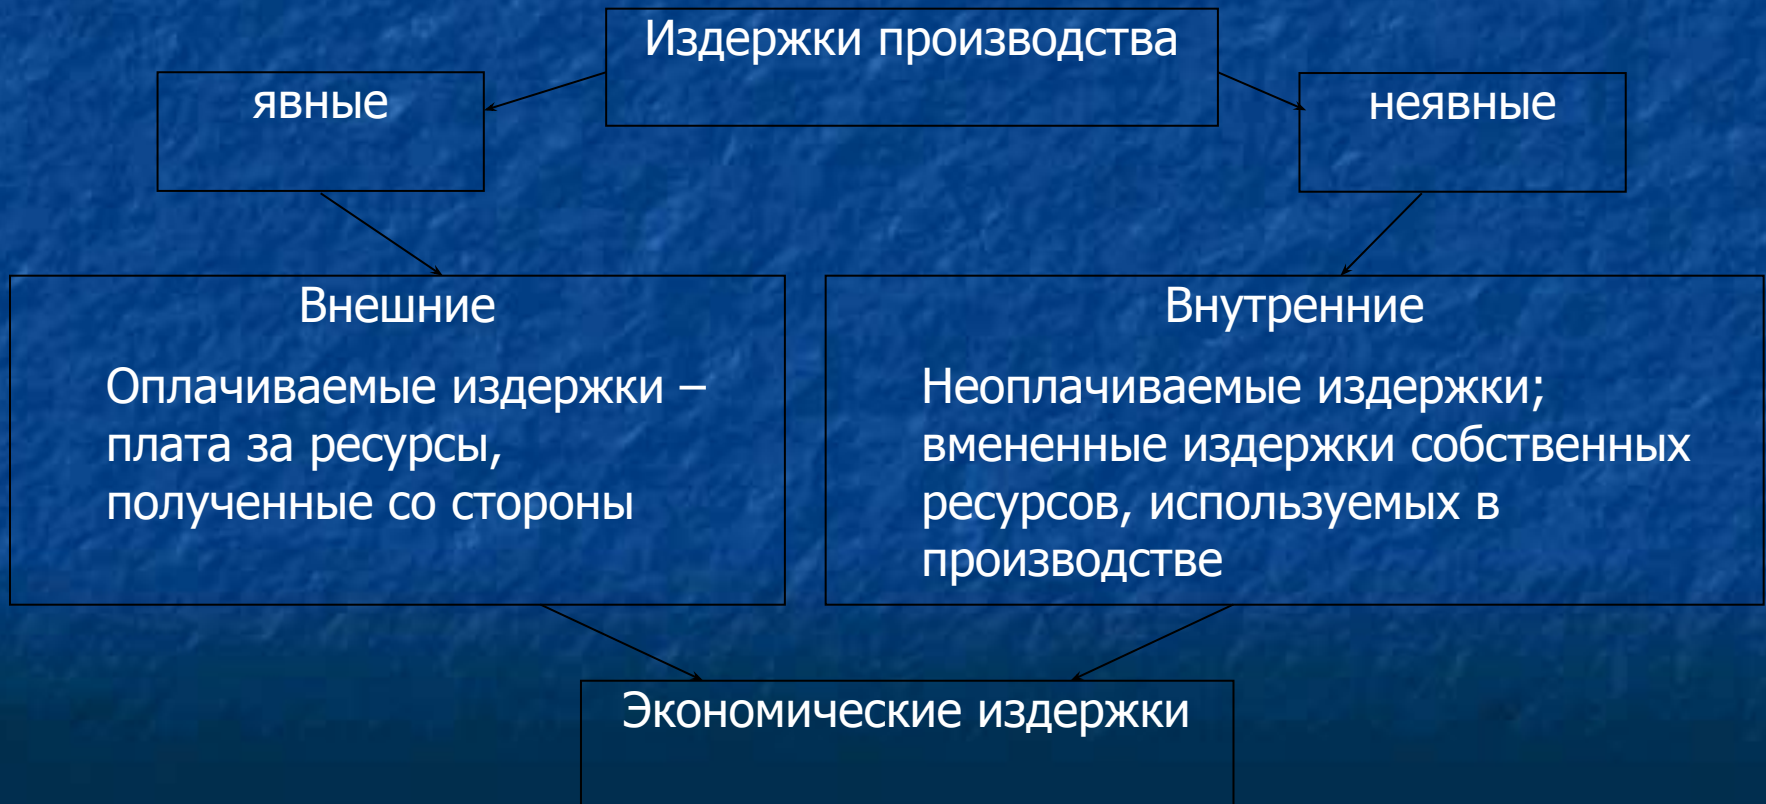 Издержки производства
явные
неявные
Внешние
Оплачиваемые издержки –
плата за ресурсы,
полученные со стороны
Внутренние
Неоплачиваемые издержки;
вмененные издержки собственных
ресурсов, используемых в
производстве
Экономические издержки